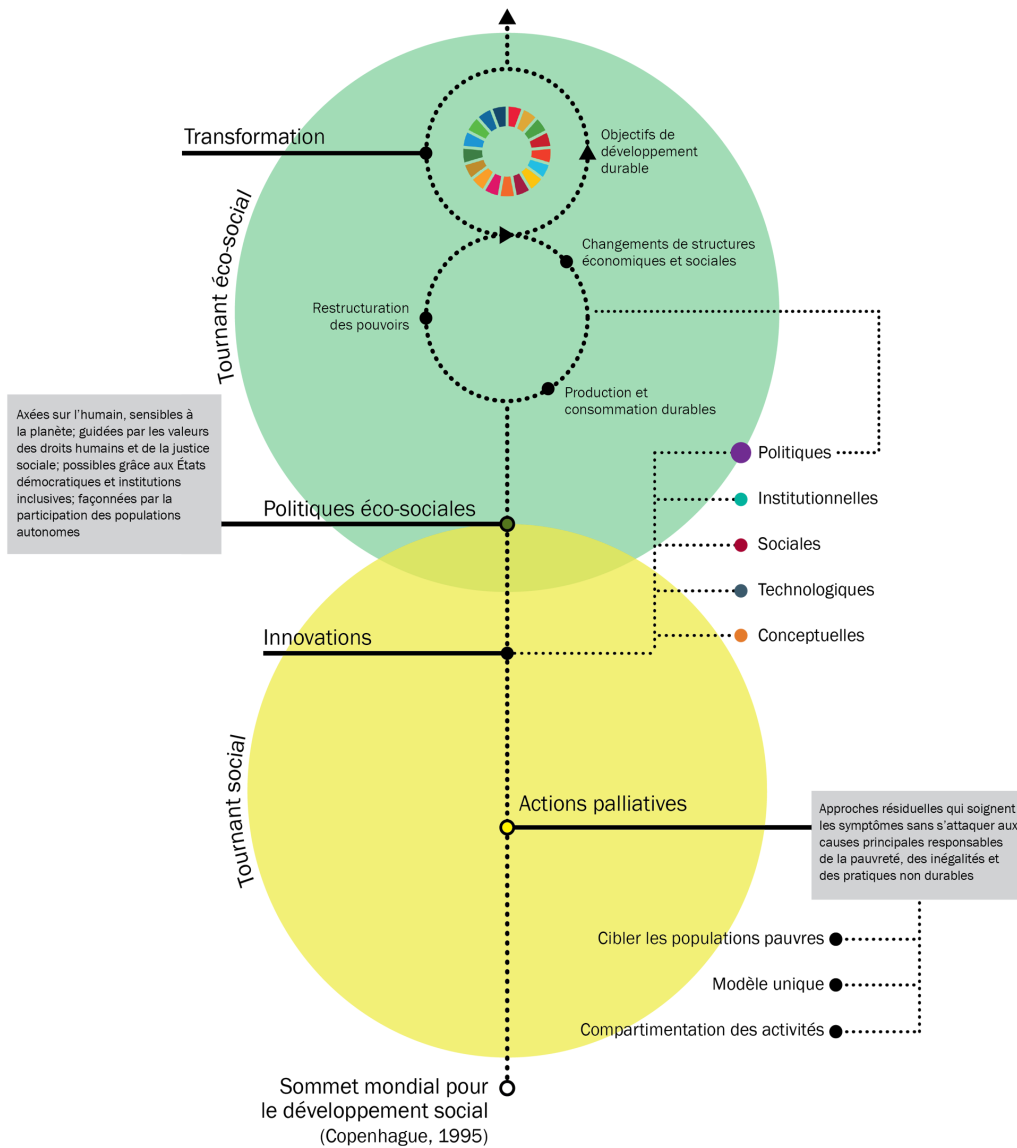 Transformation
Objectifs de
développement
durable
Tournant éco-social
Changements de structures
économiques et sociales
Restructuration
des pouvoirs
Production et
consommation durables
Axées sur l'humain, sensibles à
la planète; guidées par les valeurs
des droits humains et de la justice
sociale; possibles grâce aux États
démocratiques et institutions
inclusives; façonnées par la
participation des populations
autonomes
Politiques
Institutionnelles
Politiques éco-sociales
Sociales
Technologiques
Innovations
Conceptuelles
Tournant social
Actions palliatives
Approches résiduelles qui soignent
les symptômes sans s'attaquer aux
causes principales responsables
de la pauvreté, des inégalités et
des pratiques non durables
Cibler les populations pauvres
Modèle unique
Compartimentation des activités
Sommet mondial pour
le développement social
(Copenhague, 1995)